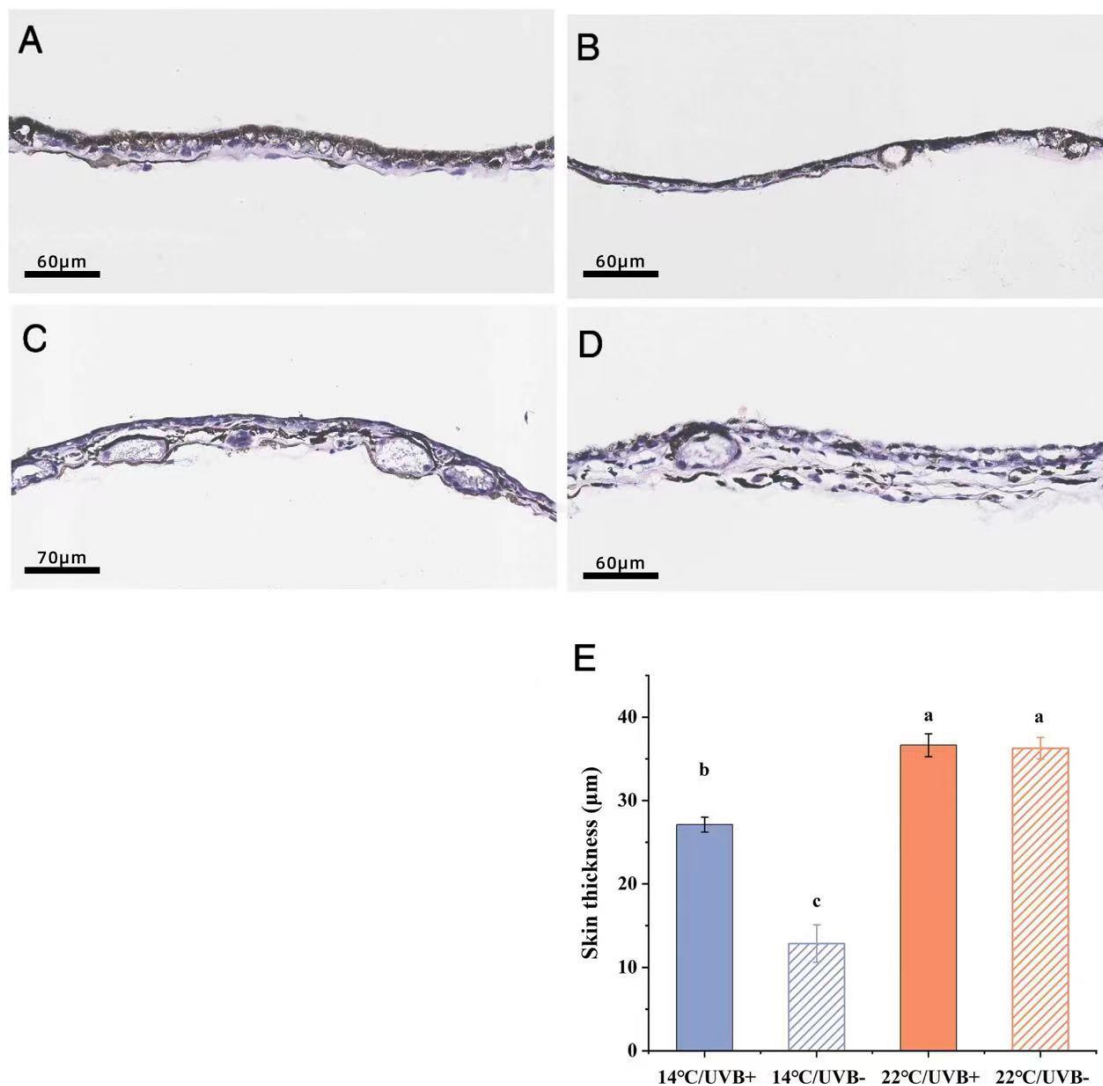 A
60μm
B
60μm
C
70μm
D
60μm
E
Skin thickness (μm)
40
30
20
10
0
b
c
a
a
14°C/UVB+
14°C/UVB-
22°C/UVB+
22°C/UVB-